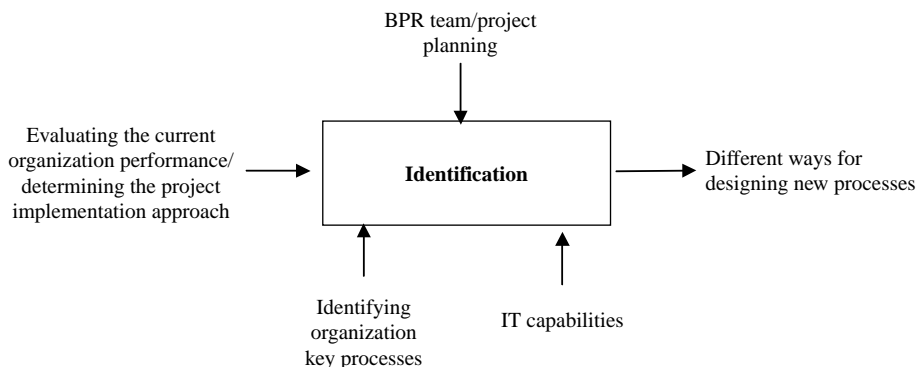 BPR team/project
planning
Evaluating the current
organization performance/
determining the project
implementation approach
Identification
Different ways for
designing new processes
Identifying
organization
key processes
IT capabilities